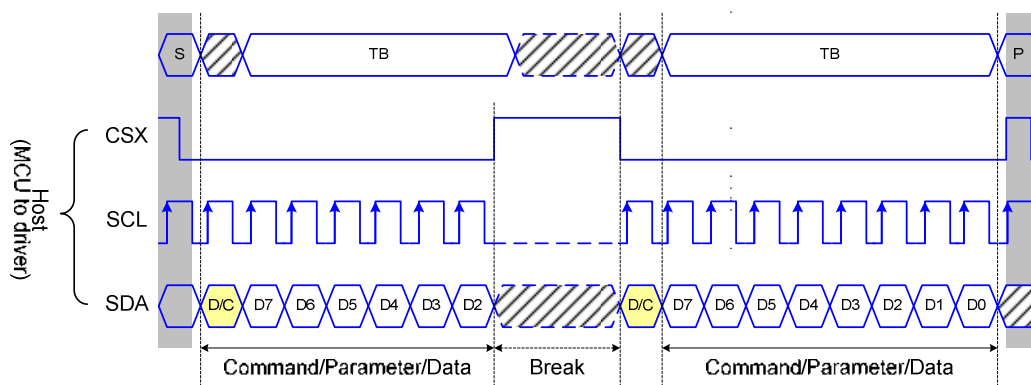 S TB TB P
CSX
Host
(MCU to driver)
SCL
SDA D/C D7 D6 D5 D4 D3 D2 D/C D7 D6 D5 D4 D3 D2 D1 D0
Command/Parameter/Data Break Command/Parameter/Data